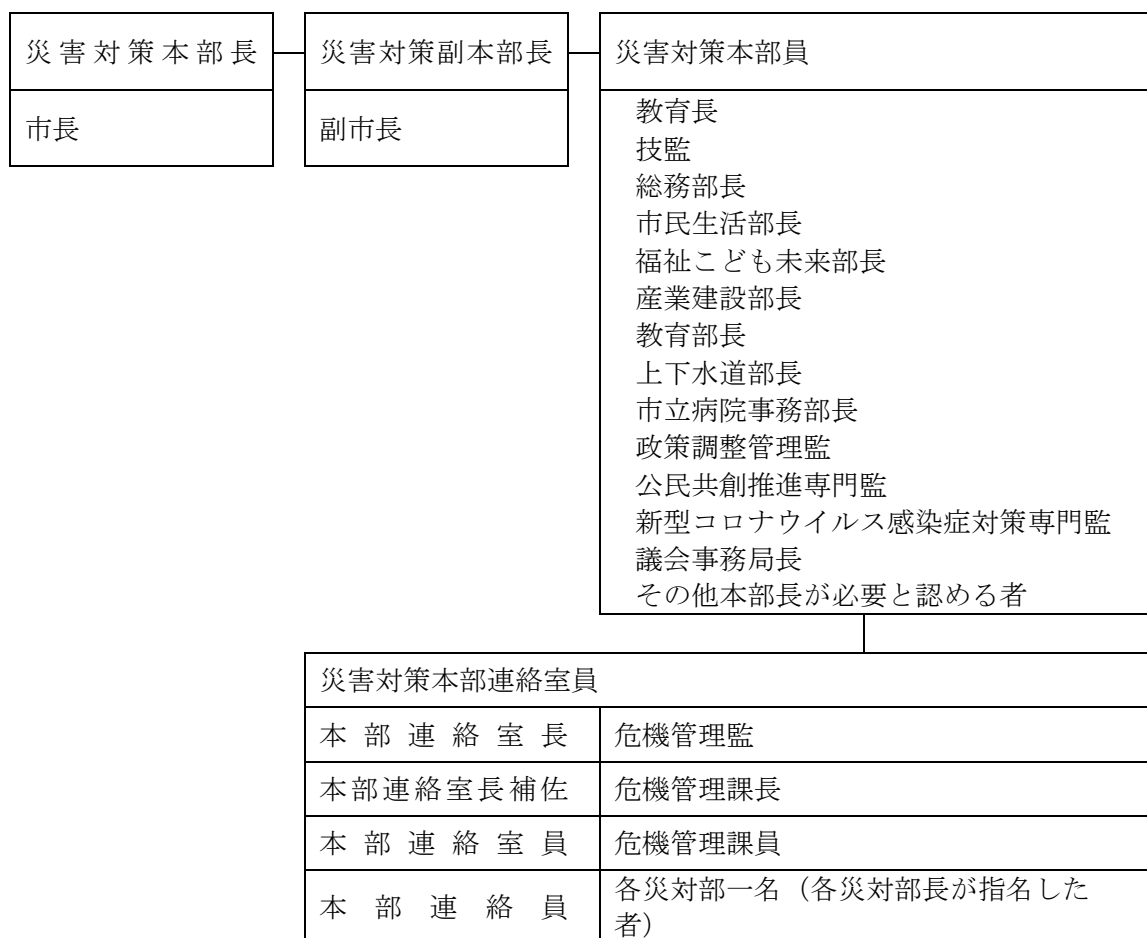 災害対策本部長
市長
災害対策副本部長
副市長
災害対策本部員
教育長
技監
総務部長
市民生活部長
福祉こども未来部長
産業建設部長
教育部長
上下水道部長
市立病院事務部長
政策調整管理監
公民共創推進専門監
新型コロナウイルス感染症対策専門監
議会事務局長
その他本部長が必要と認める者
災害対策本部連絡室員
本部連絡室長 危機管理監
本部連絡室長補佐 危機管理課長
本部連絡室員 危機管理課員
本部連絡員 各災対部一名（各災対部長が指名した
者）